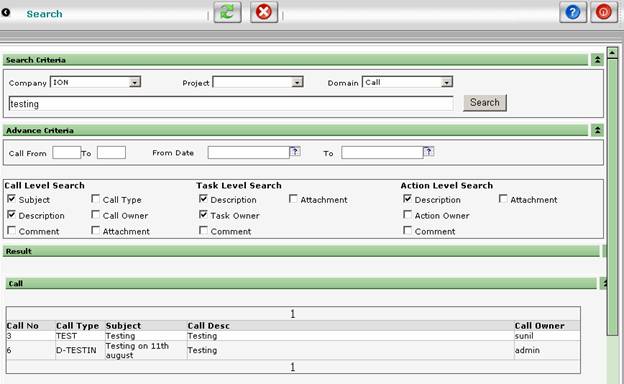 Search
Search Criteria
Company ION Project Domain Call
testing Search
Advance Criteria
Call From To From Date ? To ?
Call Level Search Task Level Search Action Level Search
Subject Call Type Description Attachment Description Attachment
Description Call Owner Task Owner Action Owner
Comment Attachment Comment Comment
Result
Call
1
Call No Call Type Subject Call Desc Call Owner
3 TEST Testing Testing sunil
6 D-TESTIN Testing on 11th Testing admin
august
1